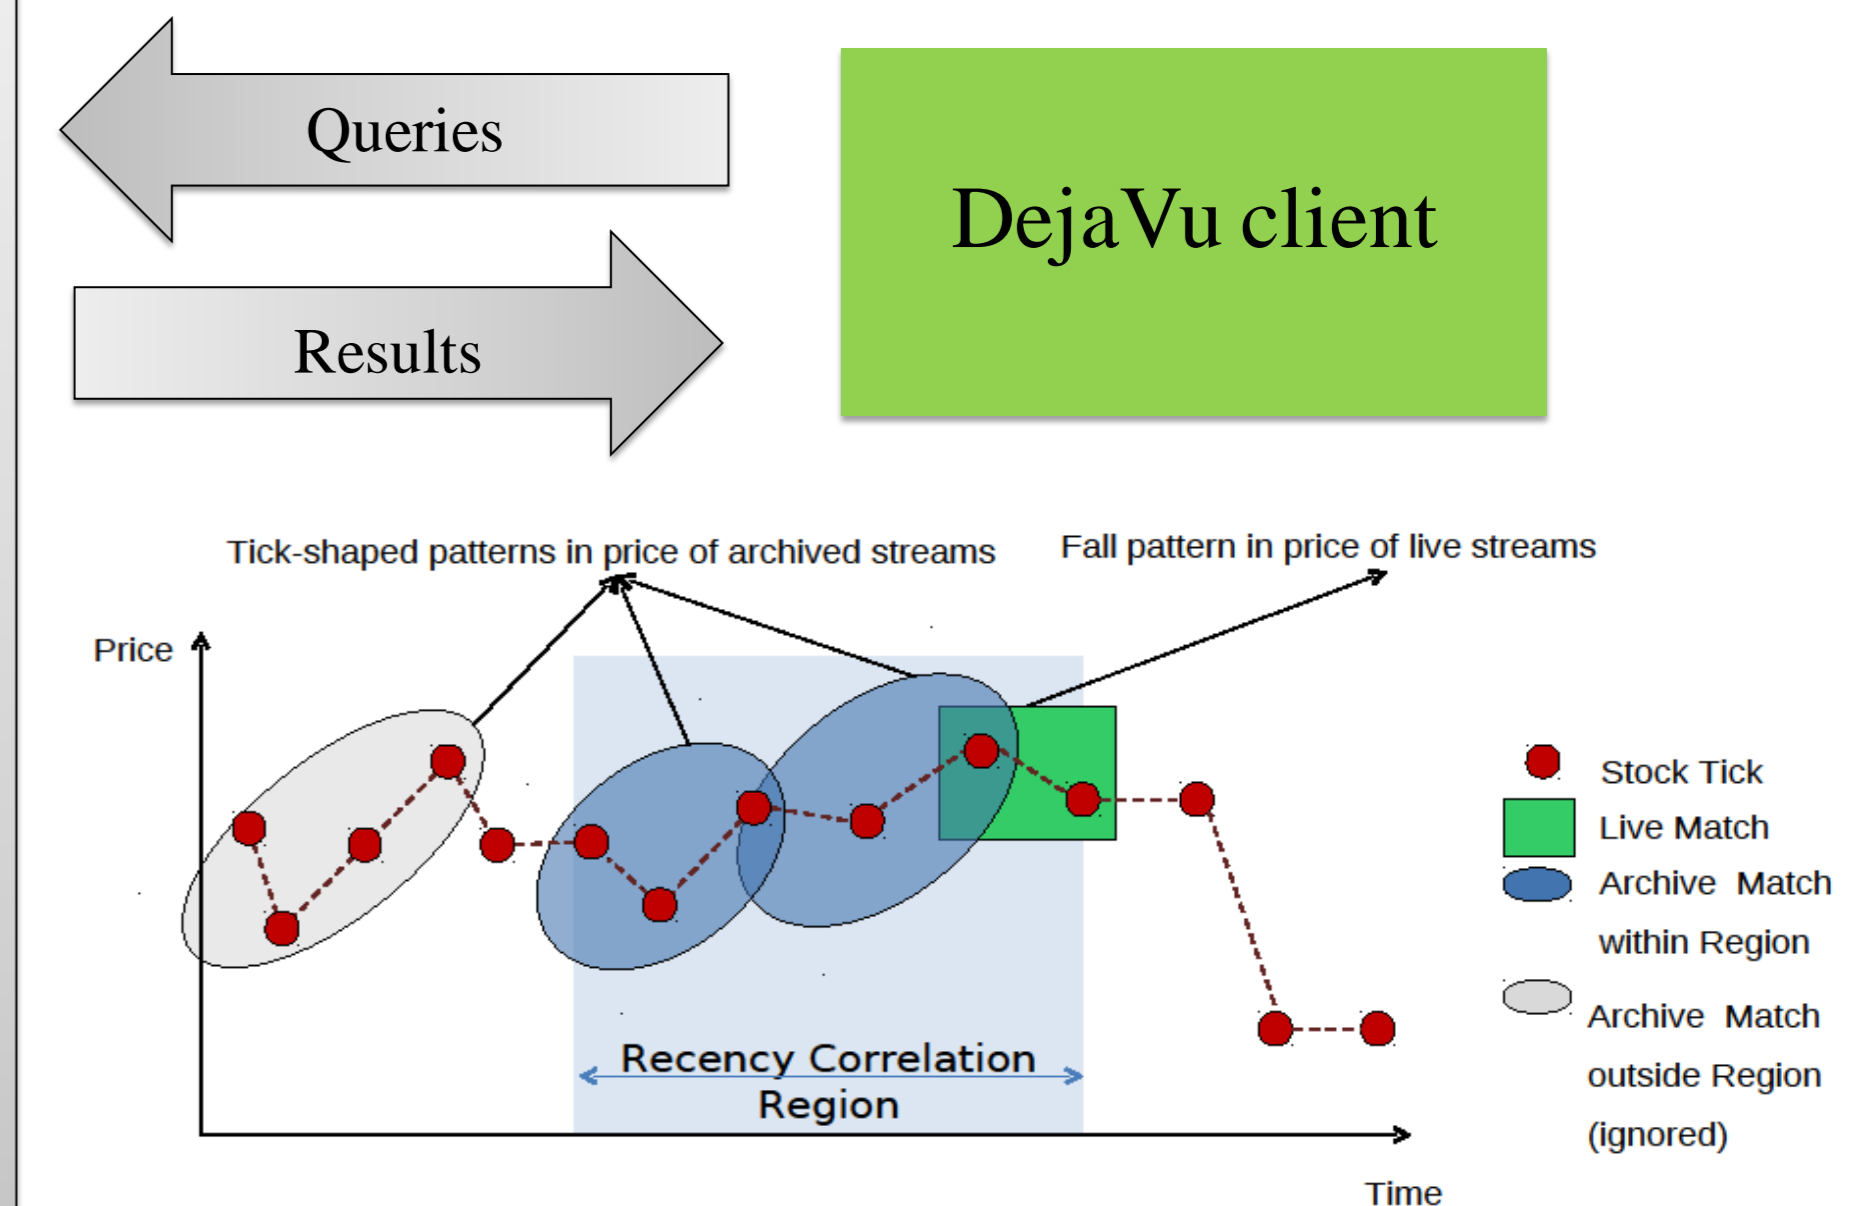 Queries
DejaVu client
Results
Tick-shaped patterns in price of archived streams
Fall pattern in price of live streams
Price
Stock Tick
Live Match
Archive Match
within Region
Archive Match
outside Region
(ignored)
Recency Correlation
Region
Time